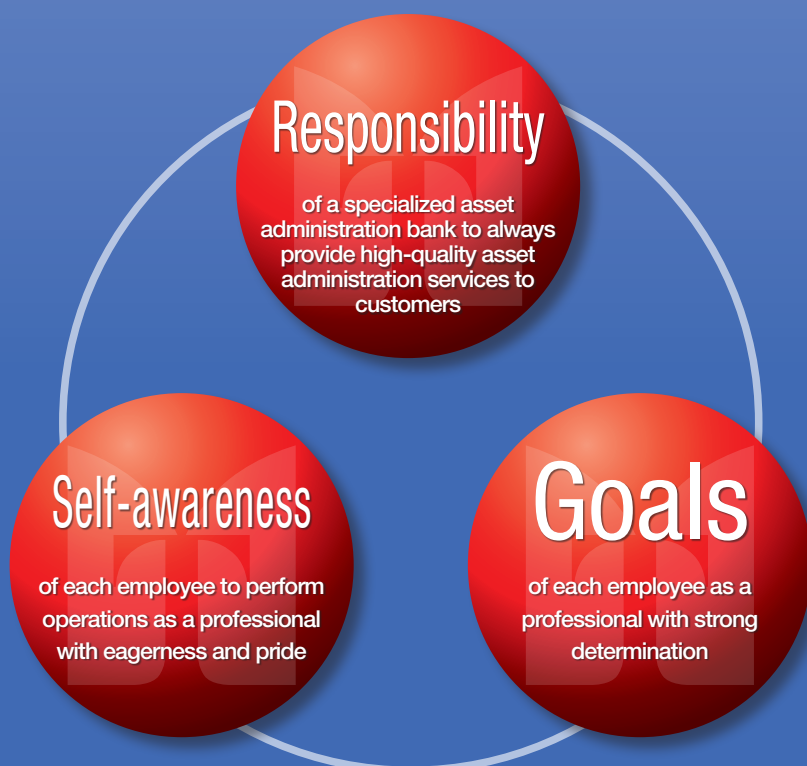 Responsibility
of a specialized asset
administration bank to always
provide high-quality asset
administration services to
customers
Self-awareness
of each employee to perform
operations as a professional
with eagerness and pride
Goals
of each employee as a
professional with strong
determination